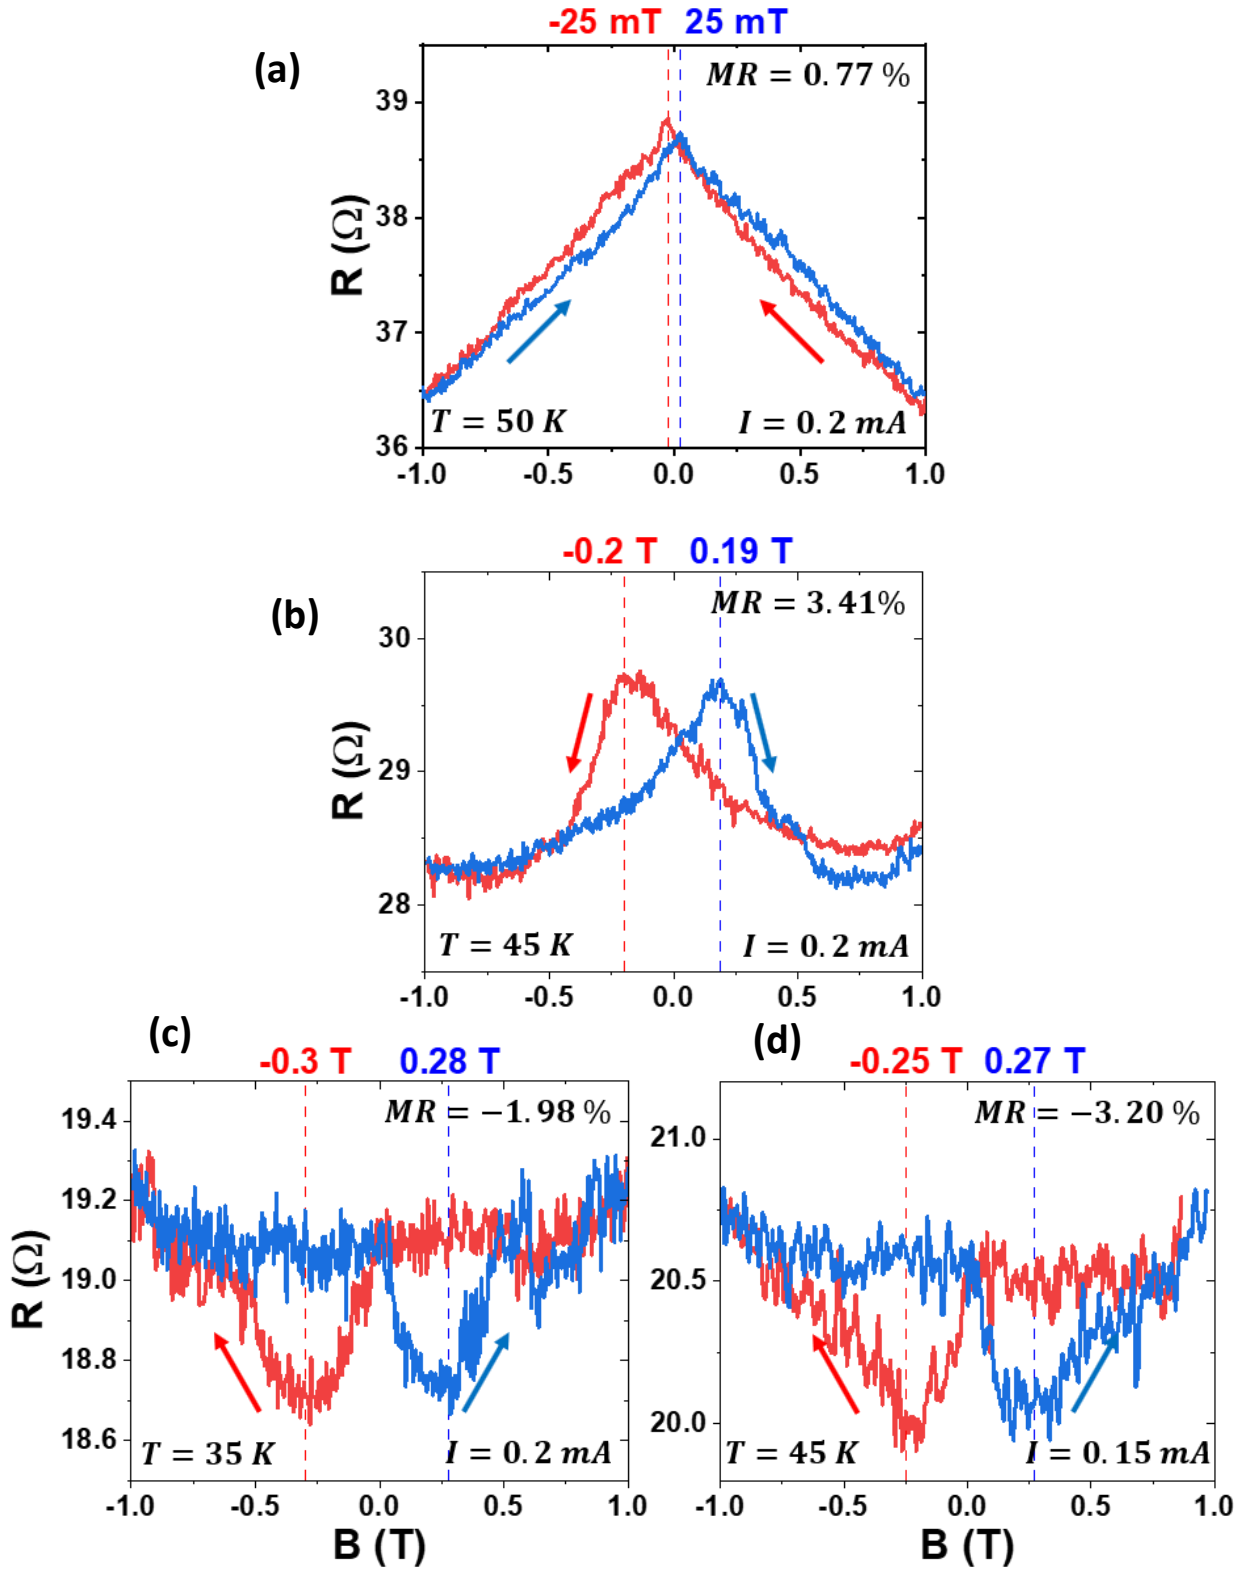 -25 mT 25 mT
(a)
MR = 0.77 %
39
38
37
36
R (Ω)
T = 50 K
I = 0.2 mA
-1.0 -0.5 0.0 0.5 1.0
-0.2 T 0.19 T
(b)
MR = 3.41%
30
29
28
R (Ω)
T = 45 K
I = 0.2 mA
-1.0 -0.5 0.0 0.5 1.0
(c)
-0.3 T 0.28 T
MR = −1.98 %
19.4
19.2
19.0
18.8
18.6
R (Ω)
T = 35 K
I = 0.2 mA
-1.0 -0.5 0.0 0.5 1.0
B (T)
(d)
-0.25 T 0.27 T
MR = −3.20 %
21.0
20.5
20.0
T = 45 K
I = 0.15 mA
-1.0 -0.5 0.0 0.5 1.0
B (T)